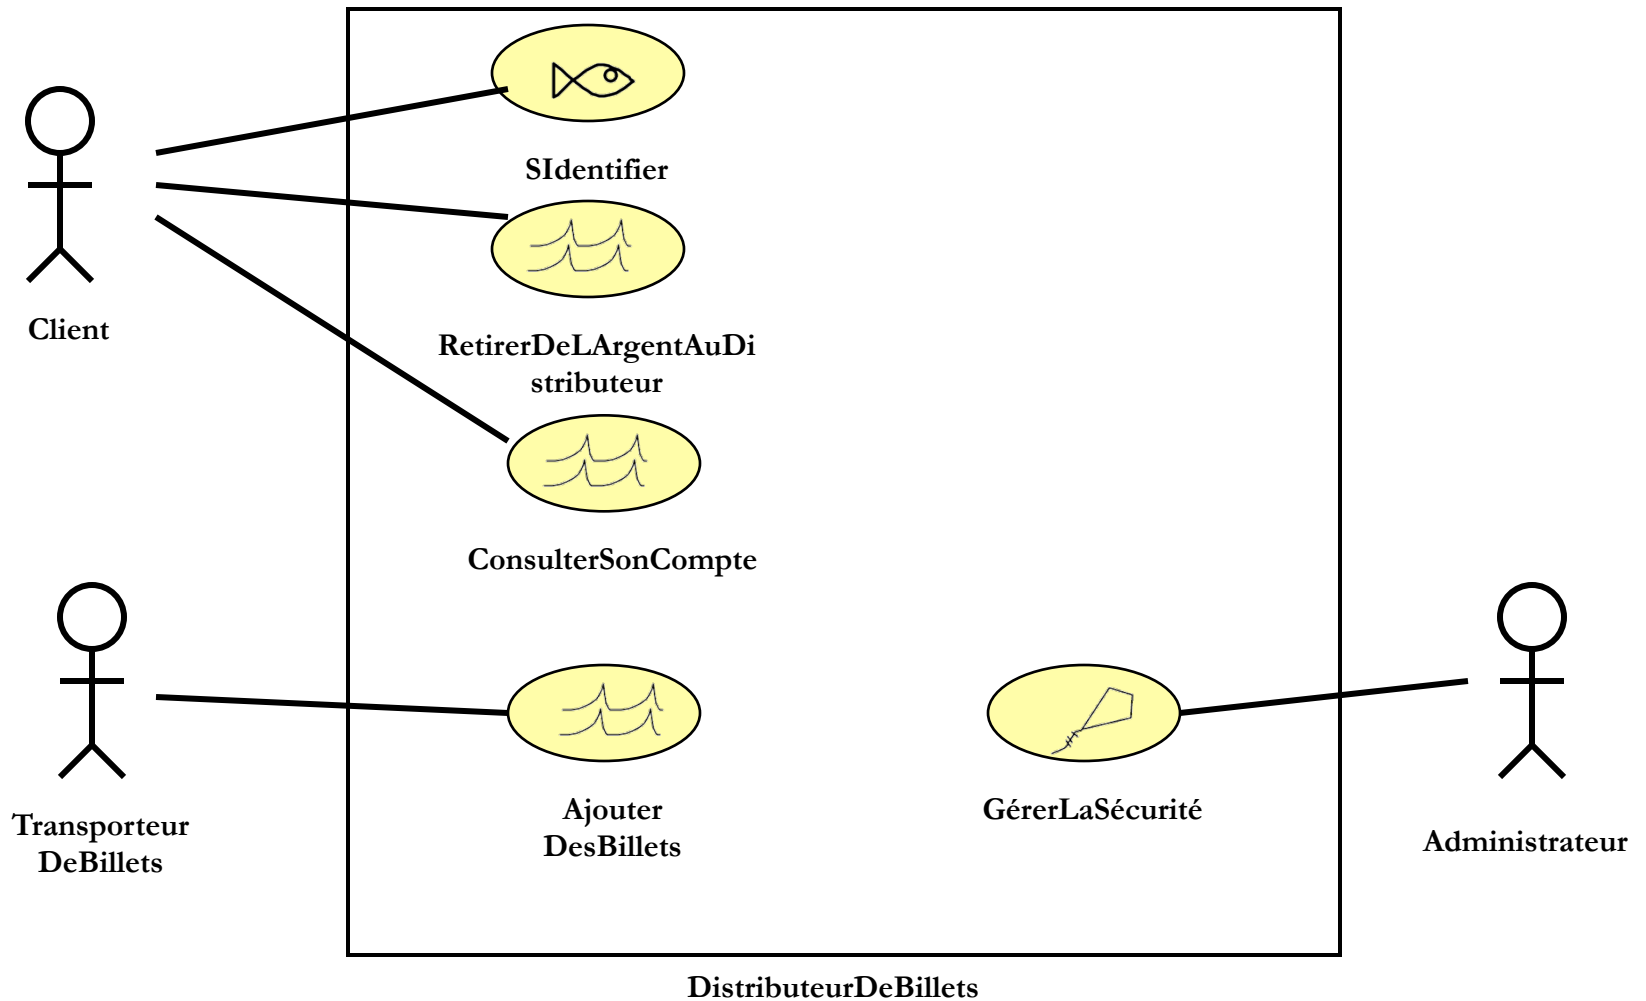 SIdentifier
Client
RetirerDeLArgentAuDi
stributeur
ConsulterSonCompte
Transporteur
DeBillets
Ajouter
DesBillets
GérerLaSécurité
Administrateur
DistributeurDeBillets